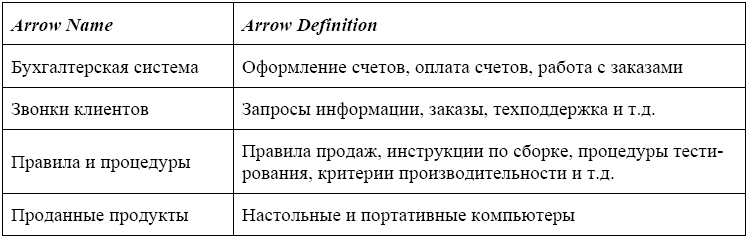 Arrow Name Arrow Definition
Бухгалтерская система Оформление счетов, оплата счетов, работа с заказами
Звонки клиентов Запросы информации, заказы, техподдержка и т.д.
Правила и процедуры Правила продаж, инструкции по сборке, процедуры тести-
рования, критерии производительности и т.д.
Проданные продукты Настольные и портативные компьютеры